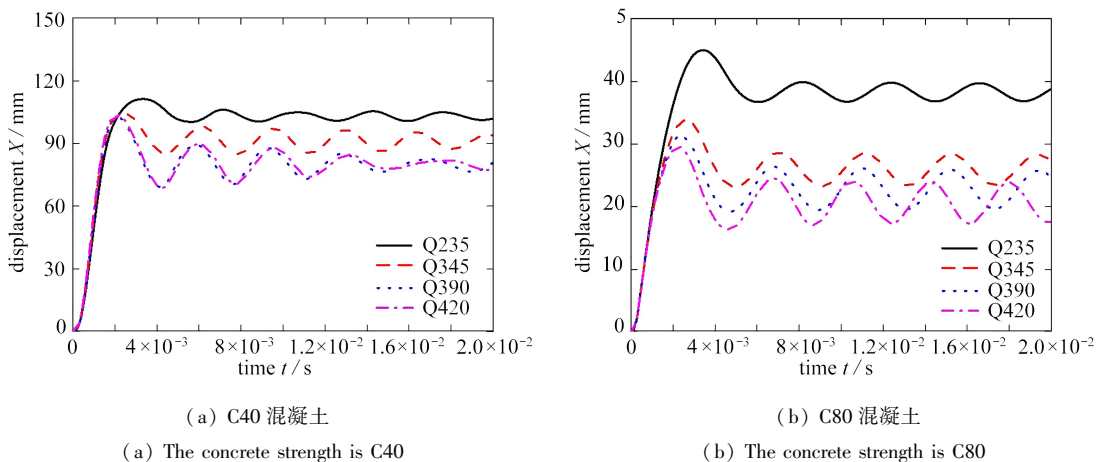 150
120
90
60
30
0
displacement X / mm
Q235
Q345
Q390
Q420
0
4×10⁻³
8×10⁻³
1.2×10⁻²
1.6×10⁻²
2.0×10⁻²
time t / s
(a) C40 混凝土
(a) The concrete strength is C40
5
40
30
20
10
0
displacement X / mm
Q235
Q345
Q390
Q420
0
4×10⁻³
8×10⁻³
1.2×10⁻²
1.6×10⁻²
2.0×10⁻²
time t / s
(b) C80 混凝土
(b) The concrete strength is C80